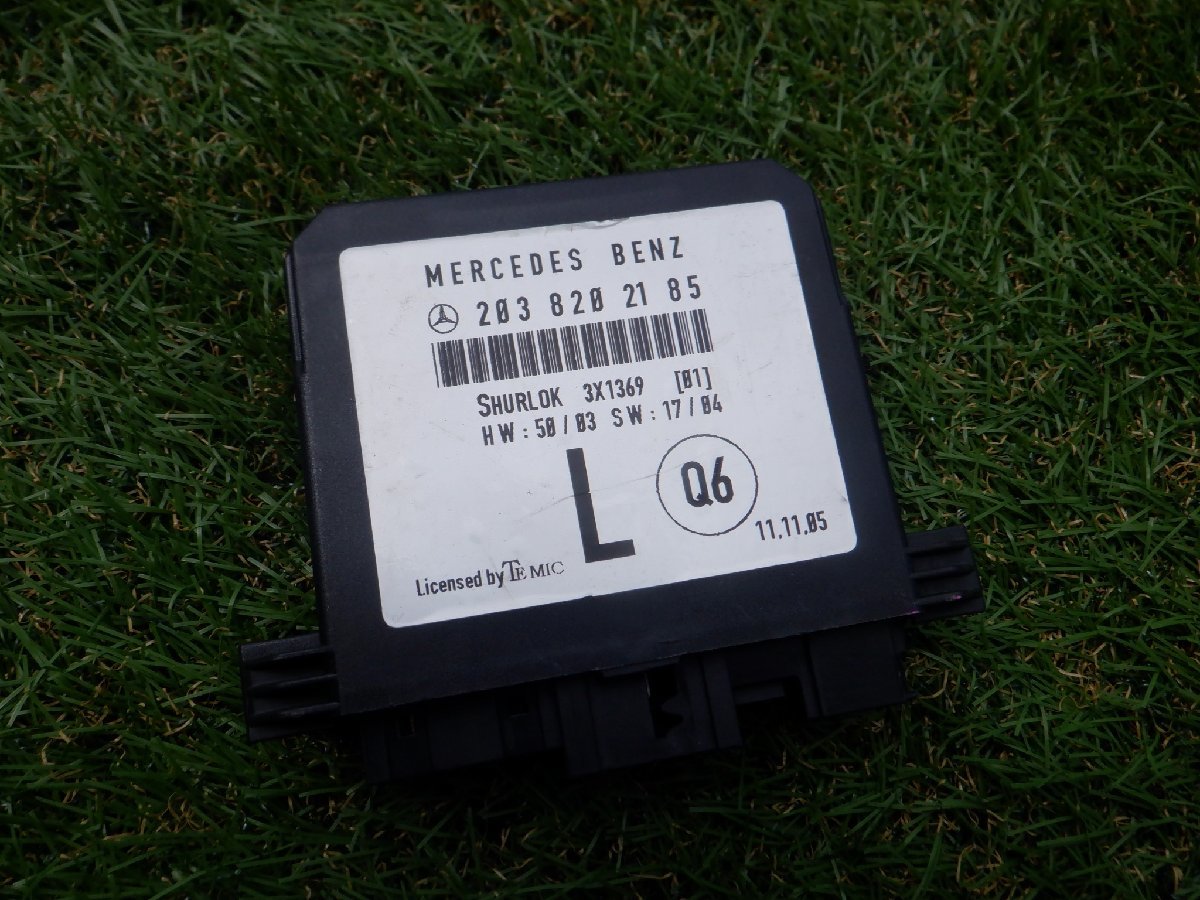 MERCEDES BENZ
203 820 21 85
SHURLOK 3X1369 [01]
HW: 50/03 SW: 17/04
L Q6
11.11.05
Licensed by TEMIC